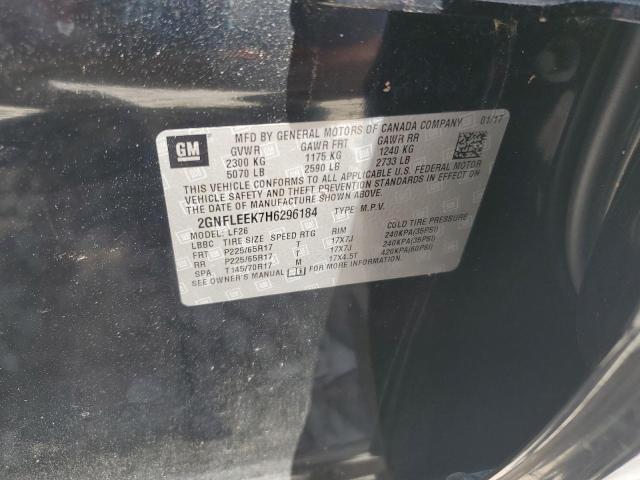 GM
MFD BY GENERAL MOTORS OF CANADA COMPANY 01/17
GVWR GAWR FRT GAWR RR
2300 KG 1175 KG 1240 KG
5070 LB 2590 LB 2733 LB
THIS VEHICLE CONFORMS TO ALL APPLICABLE U.S. FEDERAL MOTOR
VEHICLE SAFETY AND THEFT PREVENTION STANDARDS IN EFFECT ON
THE DATE OF MANUFACTURE SHOWN ABOVE.
2GNFLEEK7H6296184 TYPE: M.P.V.
MODEL: LF26
LBBC TIRE SIZE SPEED RTG RIM COLD TIRE PRESSURE
FRT P225/65R17 T 17X7J 240KPA(35PSI)
RR P225/65R17 T 17X7J 240KPA(35PSI)
SPA T145/70R17 M 17X4.5T 420KPA(60PSI)
SEE OWNER'S MANUAL FOR MORE INFORMATION.